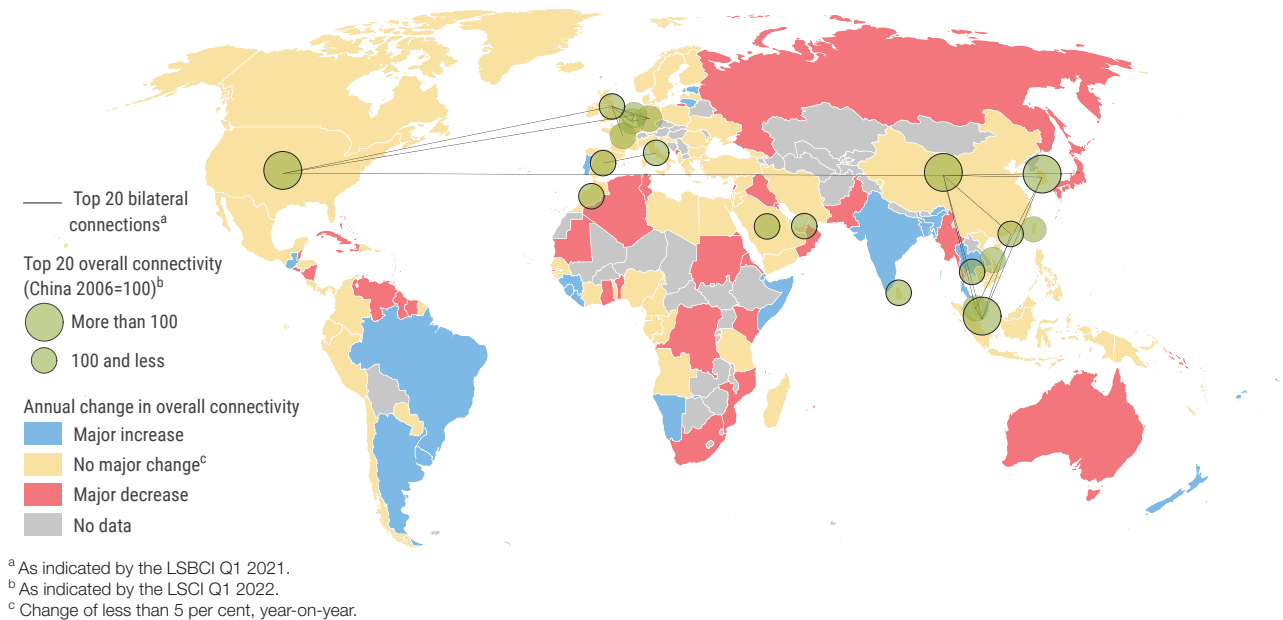 Top 20 bilateral
connectionsᵃ
Top 20 overall connectivity
(China 2006=100)ᵇ
More than 100
100 and less
Annual change in overall connectivity
Major increase
No major changeᶜ
Major decrease
No data
ᵃ As indicated by the LSBCI Q1 2021.
ᵇ As indicated by the LSCI Q1 2022.
ᶜ Change of less than 5 per cent, year-on-year.